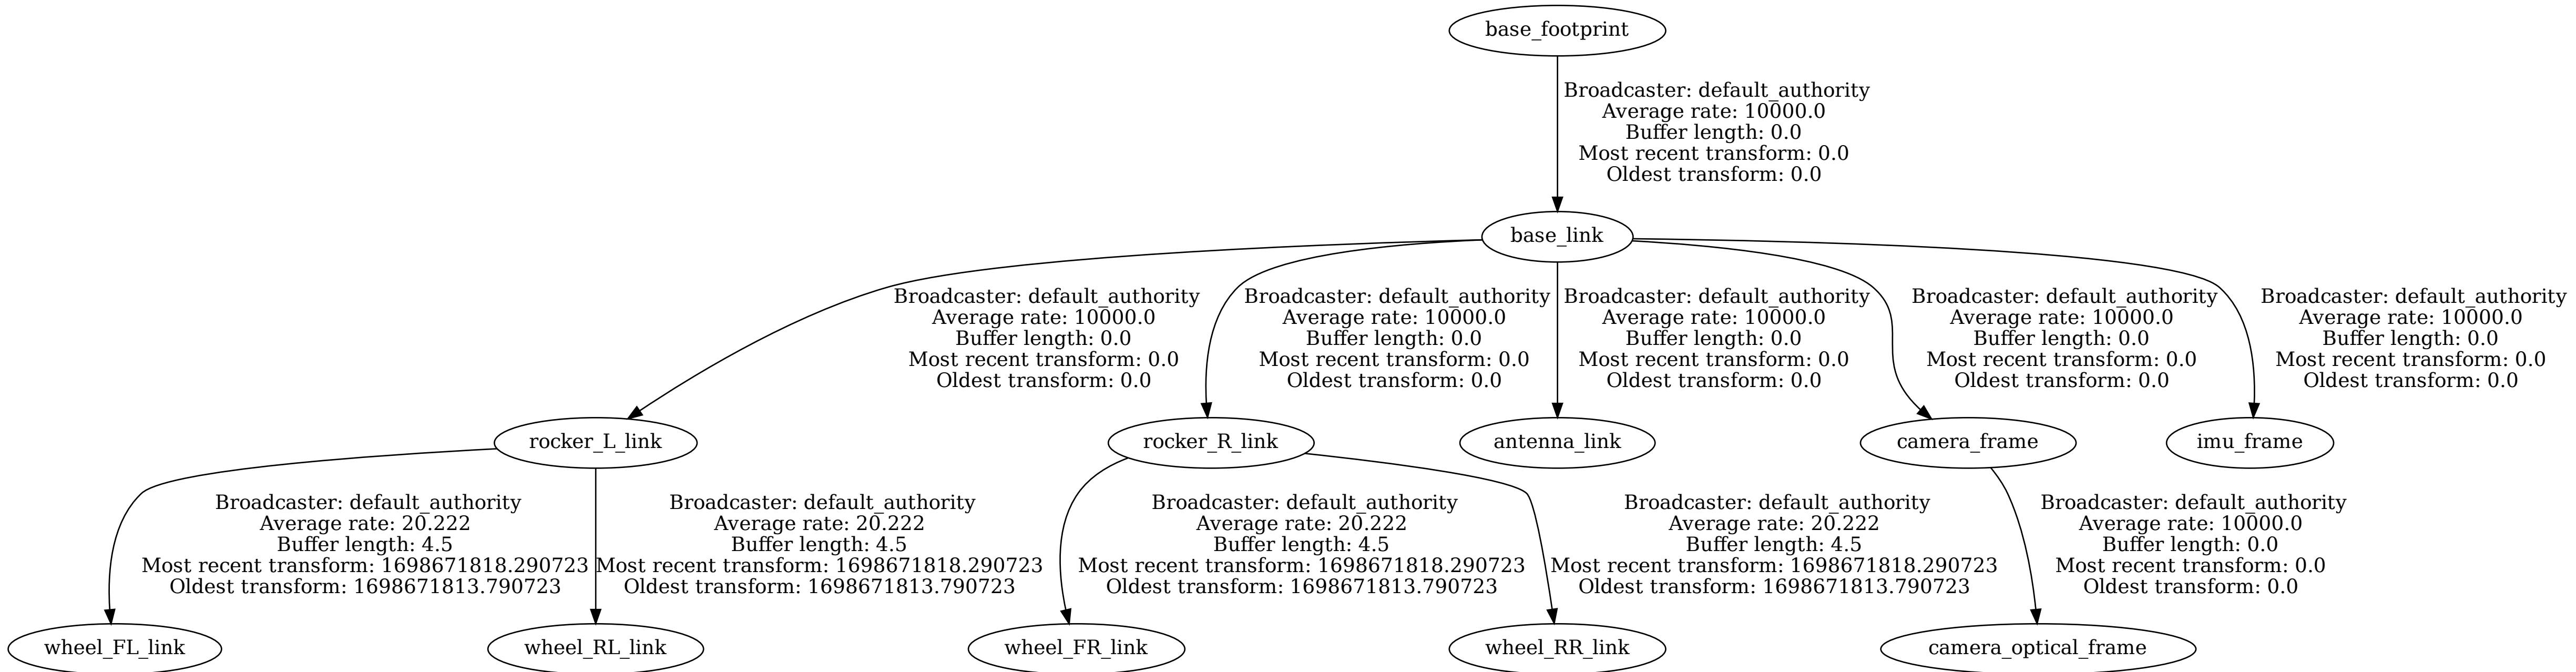 base_footprint
Broadcaster: default_authority
Average rate: 10000.0
Buffer length: 0.0
Most recent transform: 0.0
Oldest transform: 0.0
base_link
Broadcaster: default_authority
Average rate: 10000.0
Buffer length: 0.0
Most recent transform: 0.0
Oldest transform: 0.0
Broadcaster: default_authority
Average rate: 10000.0
Buffer length: 0.0
Most recent transform: 0.0
Oldest transform: 0.0
Broadcaster: default_authority
Average rate: 10000.0
Buffer length: 0.0
Most recent transform: 0.0
Oldest transform: 0.0
Broadcaster: default_authority
Average rate: 10000.0
Buffer length: 0.0
Most recent transform: 0.0
Oldest transform: 0.0
Broadcaster: default_authority
Average rate: 10000.0
Buffer length: 0.0
Most recent transform: 0.0
Oldest transform: 0.0
rocker_L_link
rocker_R_link
antenna_link
camera_frame
imu_frame
Broadcaster: default_authority
Average rate: 20.222
Buffer length: 4.5
Most recent transform: 1698671818.290723
Oldest transform: 1698671813.790723
Broadcaster: default_authority
Average rate: 20.222
Buffer length: 4.5
Most recent transform: 1698671818.290723
Oldest transform: 1698671813.790723
Broadcaster: default_authority
Average rate: 20.222
Buffer length: 4.5
Most recent transform: 1698671818.290723
Oldest transform: 1698671813.790723
Broadcaster: default_authority
Average rate: 20.222
Buffer length: 4.5
Most recent transform: 1698671818.290723
Oldest transform: 1698671813.790723
Broadcaster: default_authority
Average rate: 10000.0
Buffer length: 0.0
Most recent transform: 0.0
Oldest transform: 0.0
wheel_FL_link
wheel_RL_link
wheel_FR_link
wheel_RR_link
camera_optical_frame